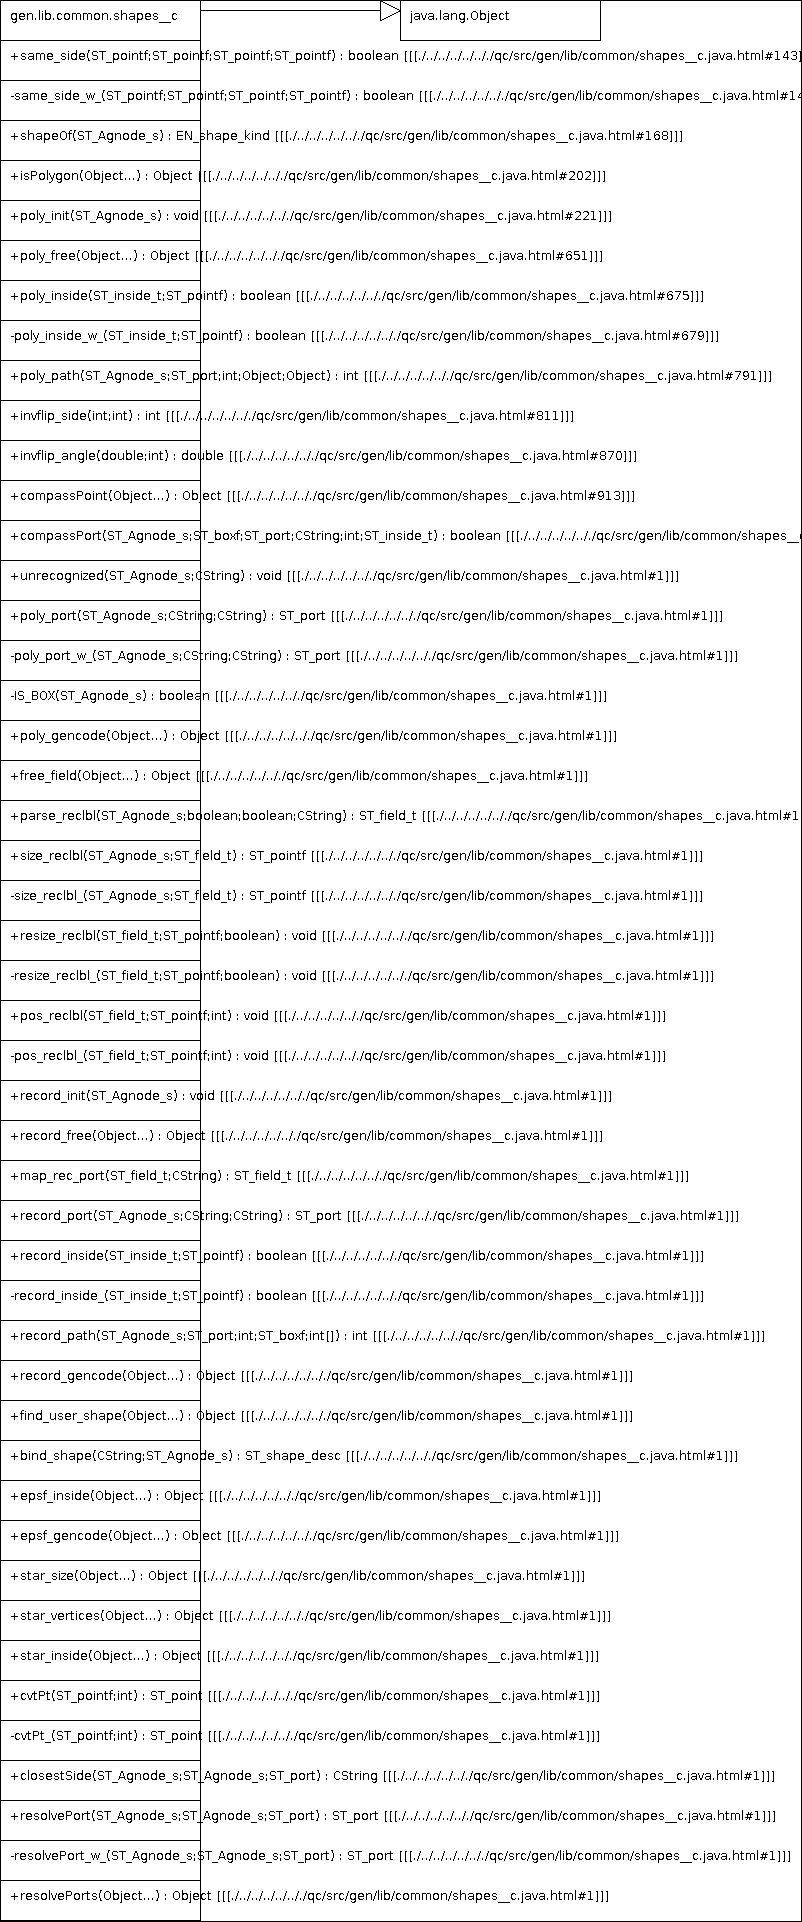 gen.lib.common.shapes__c
java.lang.Object
+same_side(ST_pointf;ST_pointf;ST_pointf;ST_pointf) : boolean [[[./../../../../../../qc/src/gen/lib/common/shapes__c.java.html#143]
-same_side_w_(ST_pointf;ST_pointf;ST_pointf;ST_pointf) : boolean [[[./../../../../../../qc/src/gen/lib/common/shapes__c.java.html#14
+shapeOf(ST_Agnode_s) : EN_shape_kind [[[./../../../../../../qc/src/gen/lib/common/shapes__c.java.html#168]]]
+isPolygon(Object...) : Object [[[./../../../../../../qc/src/gen/lib/common/shapes__c.java.html#202]]]
+poly_init(ST_Agnode_s) : void [[[./../../../../../../qc/src/gen/lib/common/shapes__c.java.html#221]]]
+poly_free(Object...) : Object [[[./../../../../../../qc/src/gen/lib/common/shapes__c.java.html#651]]]
+poly_inside(ST_inside_t;ST_pointf) : boolean [[[./../../../../../../qc/src/gen/lib/common/shapes__c.java.html#675]]]
-poly_inside_w_(ST_inside_t;ST_pointf) : boolean [[[./../../../../../../qc/src/gen/lib/common/shapes__c.java.html#679]]]
+poly_path(ST_Agnode_s;ST_port;int;Object;Object) : int [[[./../../../../../../qc/src/gen/lib/common/shapes__c.java.html#791]]]
+invflip_side(int;int) : int [[[./../../../../../../qc/src/gen/lib/common/shapes__c.java.html#811]]]
+invflip_angle(double;int) : double [[[./../../../../../../qc/src/gen/lib/common/shapes__c.java.html#870]]]
+compassPoint(Object...) : Object [[[./../../../../../../qc/src/gen/lib/common/shapes__c.java.html#913]]]
+compassPort(ST_Agnode_s;ST_boxf;ST_port;CString;int;ST_inside_t) : boolean [[[./../../../../../../qc/src/gen/lib/common/shapes__c
+unrecognized(ST_Agnode_s;CString) : void [[[./../../../../../../qc/src/gen/lib/common/shapes__c.java.html#1]]]
+poly_port(ST_Agnode_s;CString;CString) : ST_port [[[./../../../../../../qc/src/gen/lib/common/shapes__c.java.html#1]]]
-poly_port_w_(ST_Agnode_s;CString;CString) : ST_port [[[./../../../../../../qc/src/gen/lib/common/shapes__c.java.html#1]]]
-IS_BOX(ST_Agnode_s) : boolean [[[./../../../../../../qc/src/gen/lib/common/shapes__c.java.html#1]]]
+poly_gencode(Object...) : Object [[[./../../../../../../qc/src/gen/lib/common/shapes__c.java.html#1]]]
+free_field(Object...) : Object [[[./../../../../../../qc/src/gen/lib/common/shapes__c.java.html#1]]]
+parse_reclbl(ST_Agnode_s;boolean;boolean;CString) : ST_field_t [[[./../../../../../../qc/src/gen/lib/common/shapes__c.java.html#1
+size_reclbl(ST_Agnode_s;ST_field_t) : ST_pointf [[[./../../../../../../qc/src/gen/lib/common/shapes__c.java.html#1]]]
-size_reclbl_(ST_Agnode_s;ST_field_t) : ST_pointf [[[./../../../../../../qc/src/gen/lib/common/shapes__c.java.html#1]]]
+resize_reclbl(ST_field_t;ST_pointf;boolean) : void [[[./../../../../../../qc/src/gen/lib/common/shapes__c.java.html#1]]]
-resize_reclbl_(ST_field_t;ST_pointf;boolean) : void [[[./../../../../../../qc/src/gen/lib/common/shapes__c.java.html#1]]]
+pos_reclbl(ST_field_t;ST_pointf;int) : void [[[./../../../../../../qc/src/gen/lib/common/shapes__c.java.html#1]]]
-pos_reclbl_(ST_field_t;ST_pointf;int) : void [[[./../../../../../../qc/src/gen/lib/common/shapes__c.java.html#1]]]
+record_init(ST_Agnode_s) : void [[[./../../../../../../qc/src/gen/lib/common/shapes__c.java.html#1]]]
+record_free(Object...) : Object [[[./../../../../../../qc/src/gen/lib/common/shapes__c.java.html#1]]]
+map_rec_port(ST_field_t;CString) : ST_field_t [[[./../../../../../../qc/src/gen/lib/common/shapes__c.java.html#1]]]
+record_port(ST_Agnode_s;CString;CString) : ST_port [[[./../../../../../../qc/src/gen/lib/common/shapes__c.java.html#1]]]
+record_inside(ST_inside_t;ST_pointf) : boolean [[[./../../../../../../qc/src/gen/lib/common/shapes__c.java.html#1]]]
-record_inside_(ST_inside_t;ST_pointf) : boolean [[[./../../../../../../qc/src/gen/lib/common/shapes__c.java.html#1]]]
+record_path(ST_Agnode_s;ST_port;int;ST_boxf;int[]) : int [[[./../../../../../../qc/src/gen/lib/common/shapes__c.java.html#1]]]
+record_gencode(Object...) : Object [[[./../../../../../../qc/src/gen/lib/common/shapes__c.java.html#1]]]
+find_user_shape(Object...) : Object [[[./../../../../../../qc/src/gen/lib/common/shapes__c.java.html#1]]]
+bind_shape(CString;ST_Agnode_s) : ST_shape_desc [[[./../../../../../../qc/src/gen/lib/common/shapes__c.java.html#1]]]
+epsf_inside(Object...) : Object [[[./../../../../../../qc/src/gen/lib/common/shapes__c.java.html#1]]]
+epsf_gencode(Object...) : Object [[[./../../../../../../qc/src/gen/lib/common/shapes__c.java.html#1]]]
+star_size(Object...) : Object [[[./../../../../../../qc/src/gen/lib/common/shapes__c.java.html#1]]]
+star_vertices(Object...) : Object [[[./../../../../../../qc/src/gen/lib/common/shapes__c.java.html#1]]]
+star_inside(Object...) : Object [[[./../../../../../../qc/src/gen/lib/common/shapes__c.java.html#1]]]
+cvtPt(ST_pointf;int) : ST_point [[[./../../../../../../qc/src/gen/lib/common/shapes__c.java.html#1]]]
-cvtPt_(ST_pointf;int) : ST_point [[[./../../../../../../qc/src/gen/lib/common/shapes__c.java.html#1]]]
+closestSide(ST_Agnode_s;ST_Agnode_s;ST_port) : CString [[[./../../../../../../qc/src/gen/lib/common/shapes__c.java.html#1]]]
+resolvePort(ST_Agnode_s;ST_Agnode_s;ST_port) : ST_port [[[./../../../../../../qc/src/gen/lib/common/shapes__c.java.html#1]]]
-resolvePort_w_(ST_Agnode_s;ST_Agnode_s;ST_port) : ST_port [[[./../../../../../../qc/src/gen/lib/common/shapes__c.java.html#1]]]
+resolvePorts(Object...) : Object [[[./../../../../../../qc/src/gen/lib/common/shapes__c.java.html#1]]]